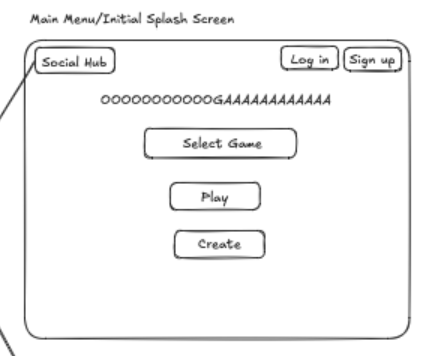 Main Menu/Initial Splash Screen
Social Hub
Log in
Sign up
OOOOOOOOOOOGAAAAAAAAAAAA
Select Game
Play
Create